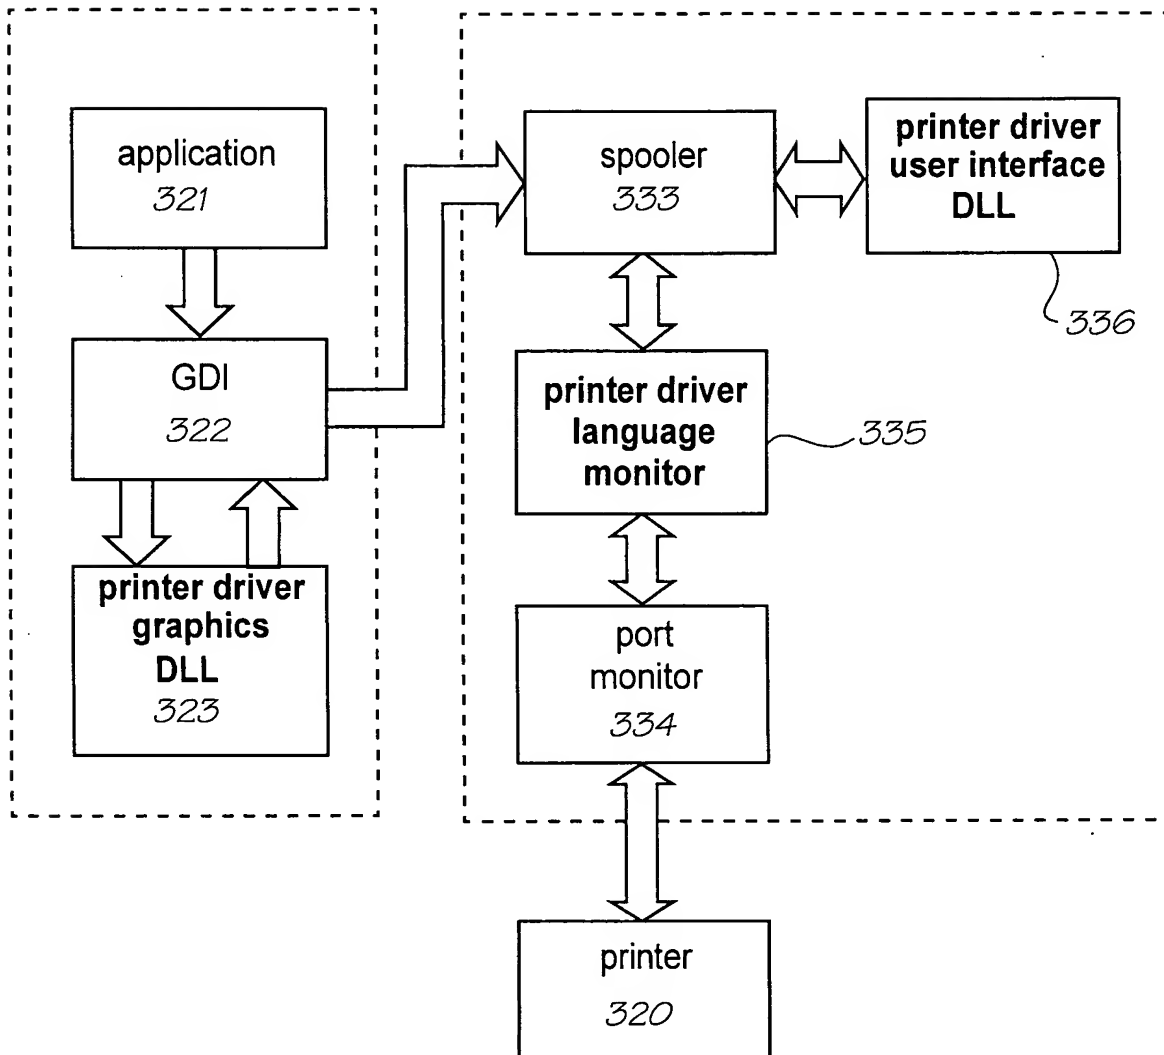 application
321
GDI
322
printer driver
graphics
DLL
323
spooler
333
printer driver
user interface
DLL
336
printer driver
language
monitor
335
port
monitor
334
printer
320